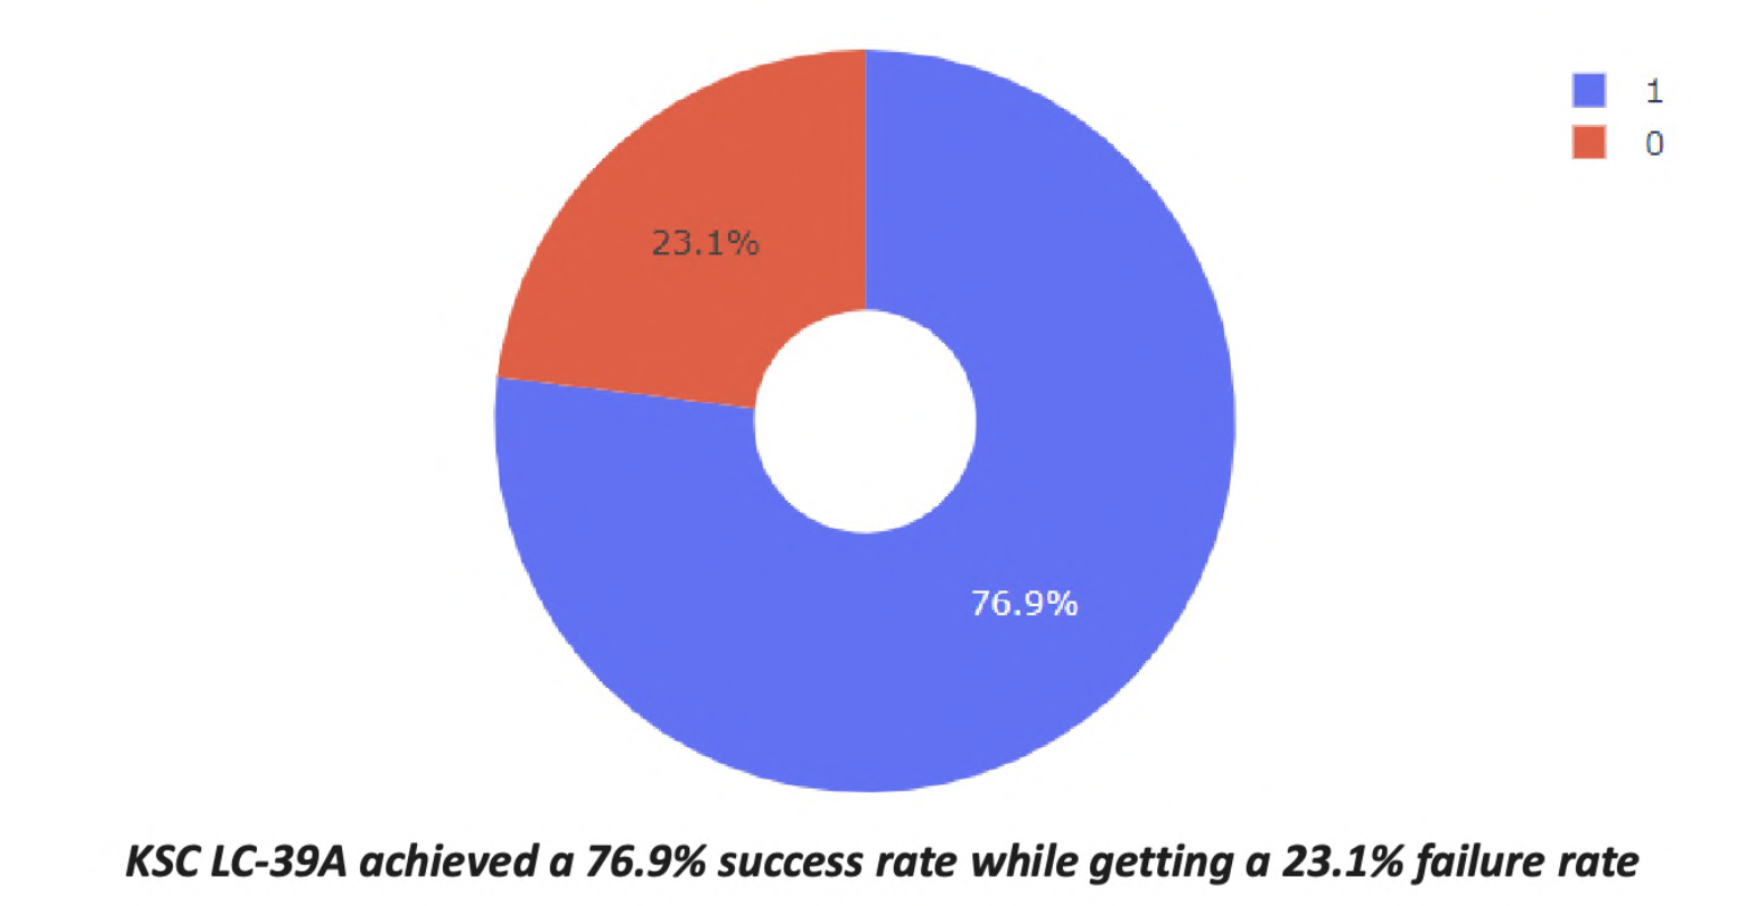 1
0
23.1%
76.9%
KSC LC-39A achieved a 76.9% success rate while getting a 23.1% failure rate